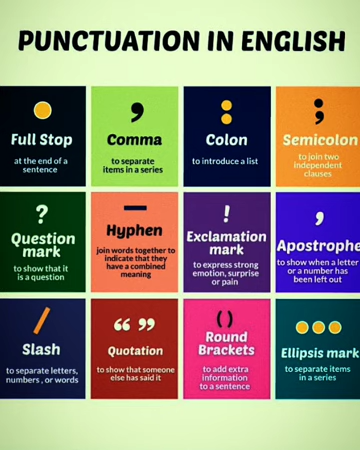 PUNCTUATION IN ENGLISH
Full Stop
at the end of a
sentence
,
Comma
to separate
items in a series
:
Colon
to introduce a list
;
Semicolon
to join two
independent
clauses
?
Question
mark
to show that it
is a question
-
Hyphen
join words together to
indicate that they
have a combined
meaning
!
Exclamation
mark
to express strong
emotion, surprise
or pain
’
Apostrophe
to show when a letter
or a number has
been left out
/
Slash
to separate letters,
numbers , or words
“ ”
Quotation
to show that someone
else has said it
( )
Round
Brackets
to add extra
information
to a sentence
...
Ellipsis mark
to separate items
in a series